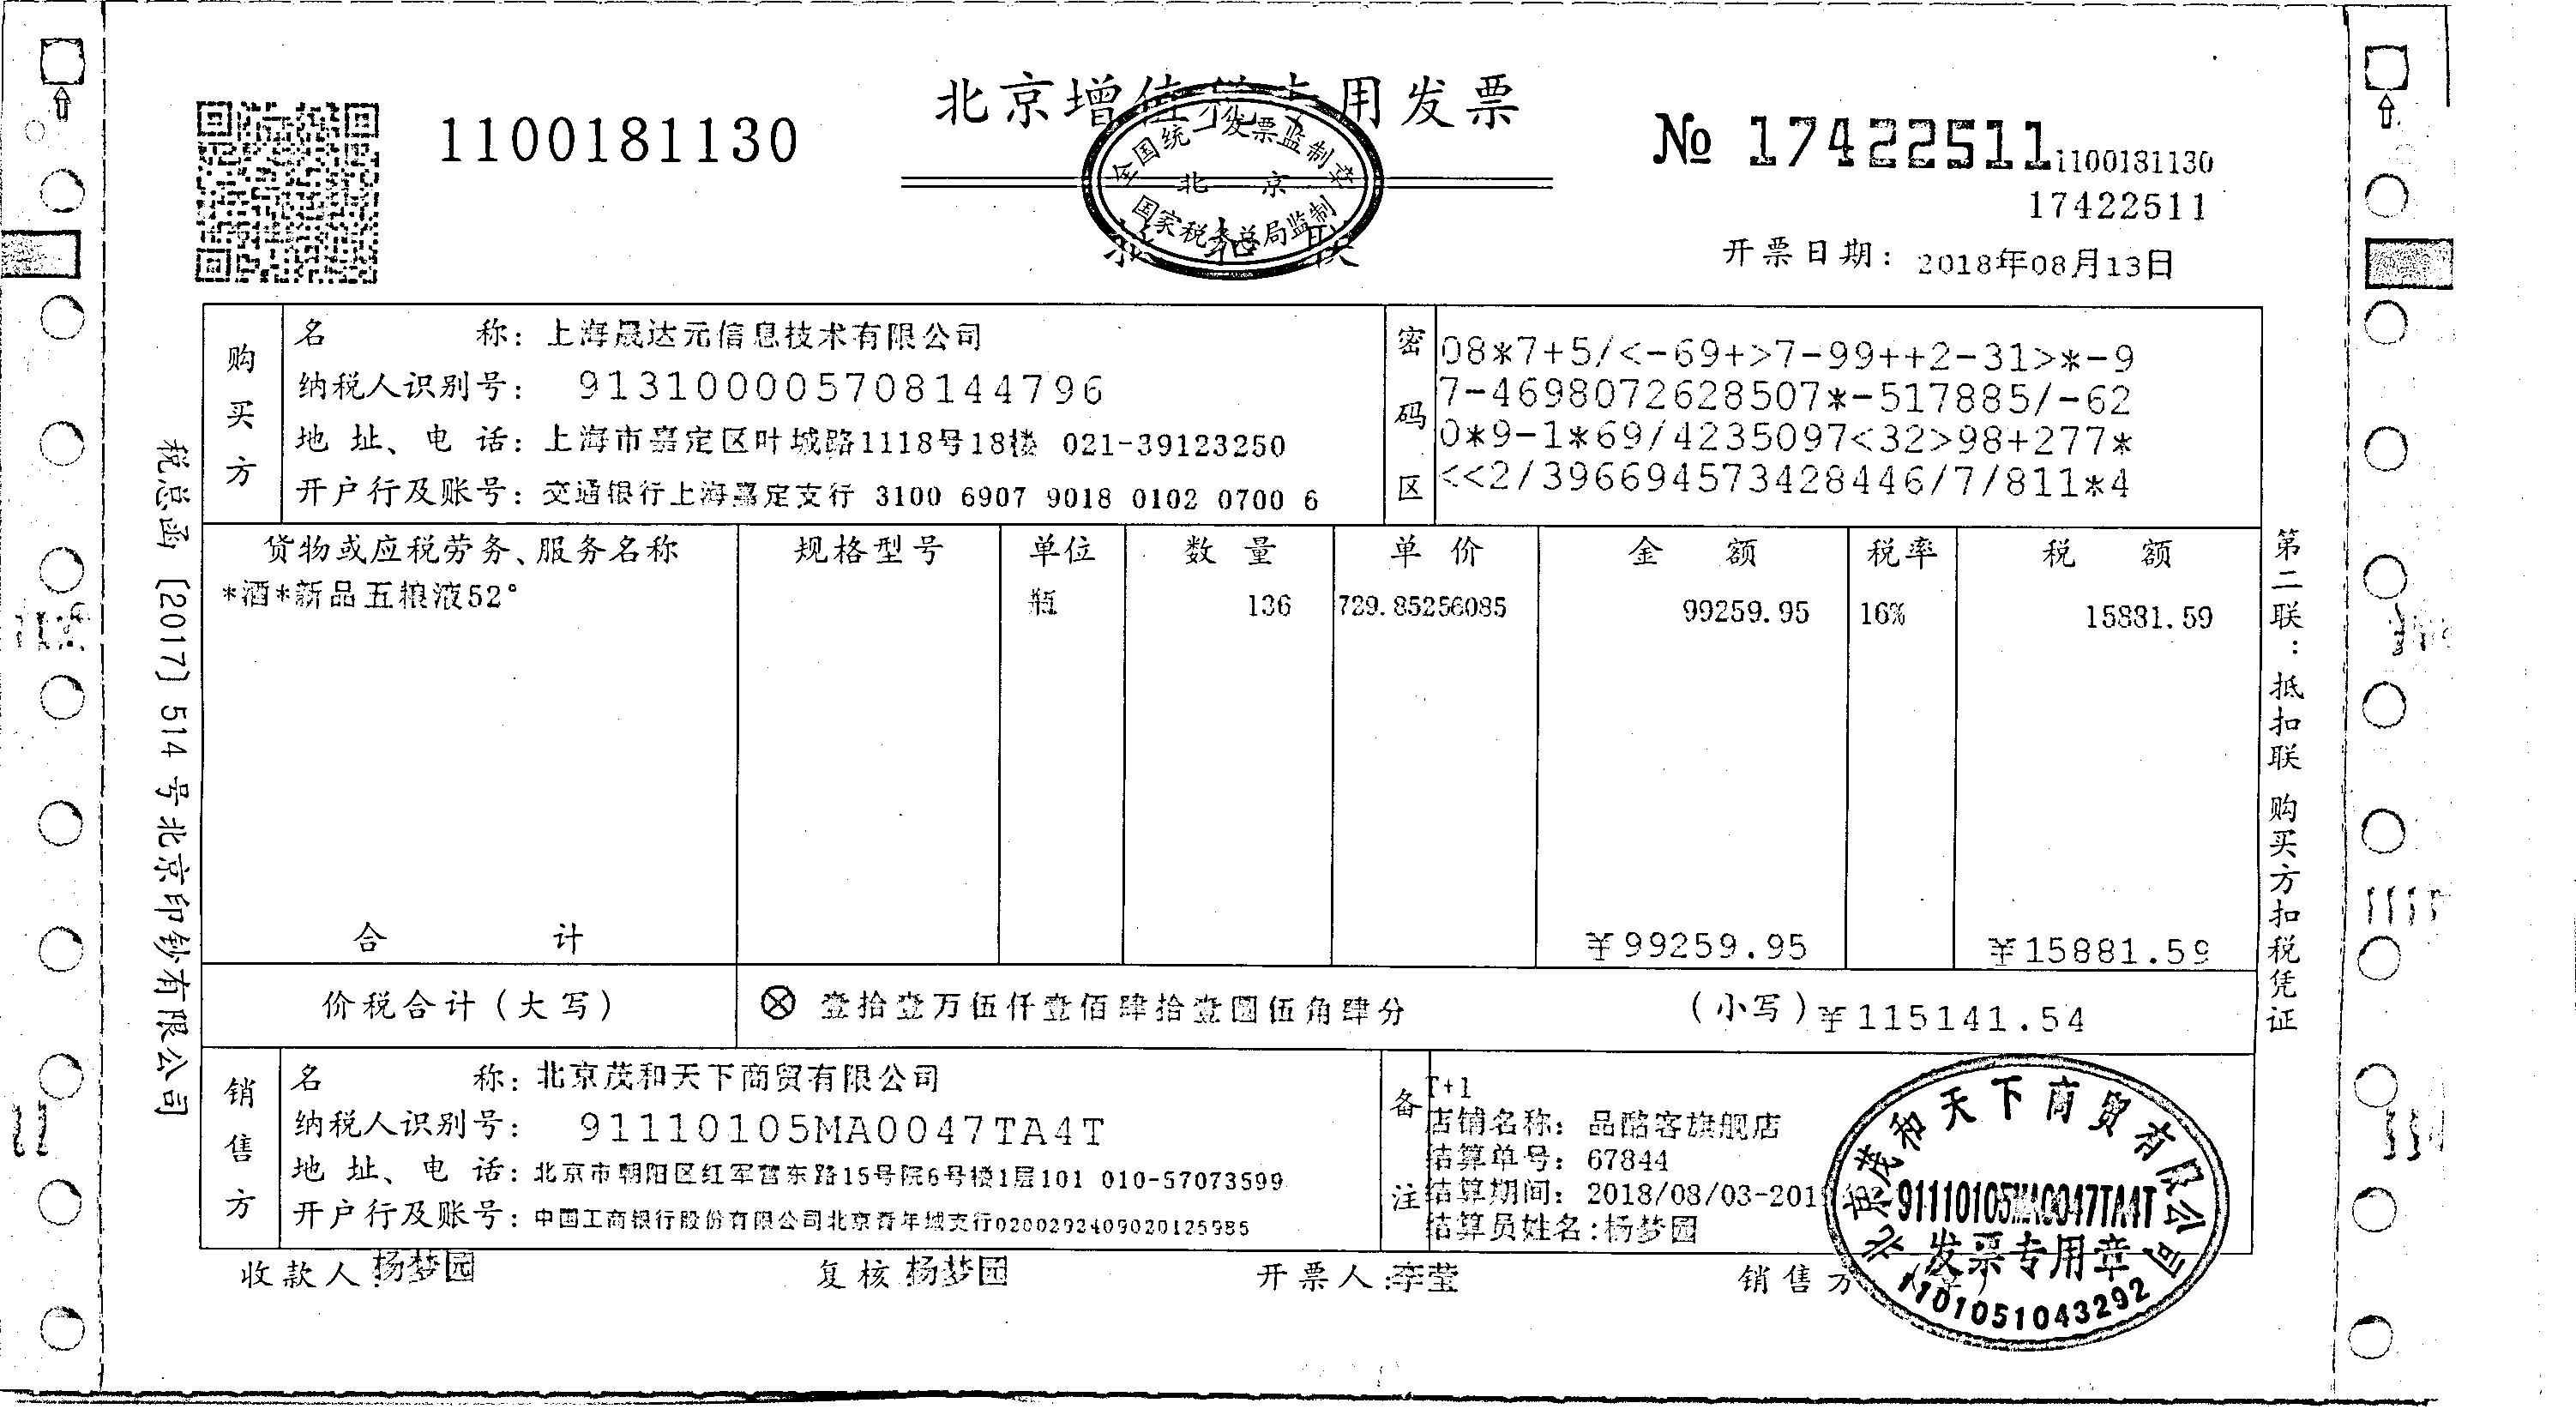 北京增值税专用发票
1100181130
№ 17422511
1100181130
17422511
全国统一发票监制章
北京
国家税务总局监制
抵扣联
开票日期: 2018年08月13日
购买方
名称: 上海晟达元信息技术有限公司
纳税人识别号: 913100005708144796
地址、电话: 上海市嘉定区叶城路1118号18楼 021-39123250
开户行及账号: 交通银行上海嘉定支行 3100 6907 9018 0102 0700 6
密码区
08*7+5/<-69+>7-99++2-31>*-9
7-4698072628507*-517885/-62
0*9-1*69/4235097<32>98+277*
<<2/396694573428446/7/811*4
货物或应税劳务、服务名称 规格型号 单位 数量 单价 金额 税率 税额
*酒*新品五粮液52° 瓶 136 729.85256085 99259.95 16% 15881.59
合计 ¥99259.95 ¥15881.59
价税合计(大写) ⊗ 壹拾壹万伍仟壹佰肆拾壹圆伍角肆分 (小写)¥115141.54
销售方
名称: 北京茂和天下商贸有限公司
纳税人识别号: 91110105MA0047TA4T
地址、电话: 北京市朝阳区红军营东路15号院6号楼1层101 010-57073599
开户行及账号: 中国工商银行股份有限公司北京青年城支行0200292409020125985
备注
T+1
店铺名称: 品酷客旗舰店
结算单号: 67844
结算期间: 2018/08/03-201
结算员姓名:杨梦园
收款人:杨梦园 复核 杨梦园 开票人:李莹 销售方
北京茂和天下商贸有限公司
91110105MA0047TA4T
发票专用章
1101051043292
税总函〔2017〕514号北京印钞有限公司
第二联:抵扣联 购买方扣税凭证